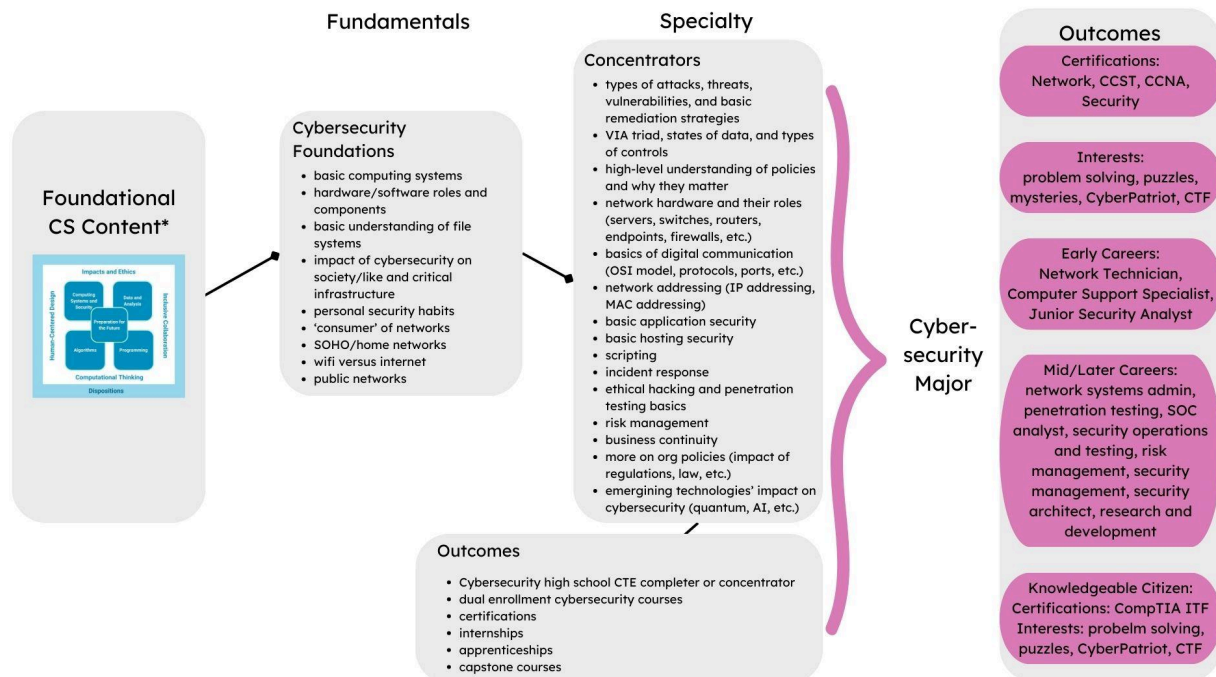 Fundamentals
Specialty
Foundational
CS Content*
Impacts and Ethics
Human-Centered Design
Computing
Systems and
Security
Data and
Analysis
Preparation for
the Future
Algorithms
Programming
Inclusive Collaboration
Computational Thinking
Dispositions
Cybersecurity
Foundations
• basic computing systems
• hardware/software roles and
components
• basic understanding of file
systems
• impact of cybersecurity on
society/like and critical
infrastructure
• personal security habits
• ‘consumer’ of networks
• SOHO/home networks
• wifi versus internet
• public networks
Concentrators
• types of attacks, threats,
vulnerabilities, and basic
remediation strategies
• VIA triad, states of data, and types
of controls
• high-level understanding of policies
and why they matter
• network hardware and their roles
(servers, switches, routers,
endpoints, firewalls, etc.)
• basics of digital communication
(OSI model, protocols, ports, etc.)
• network addressing (IP addressing,
MAC addressing)
• basic application security
• basic hosting security
• scripting
• incident response
• ethical hacking and penetration
testing basics
• risk management
• business continuity
• more on org policies (impact of
regulations, law, etc.)
• emergining technologies’ impact on
cybersecurity (quantum, AI, etc.)
Outcomes
• Cybersecurity high school CTE completer or concentrator
• dual enrollment cybersecurity courses
• certifications
• internships
• apprenticeships
• capstone courses
Cyber-
security
Major
Outcomes
Certifications:
Network, CCST, CCNA,
Security
Interests:
problem solving, puzzles,
mysteries, CyberPatriot, CTF
Early Careers:
Network Technician,
Computer Support Specialist,
Junior Security Analyst
Mid/Later Careers:
network systems admin,
penetration testing, SOC
analyst, security operations
and testing, risk
management, security
management, security
architect, research and
development
Knowledgeable Citizen:
Certifications: CompTIA ITF
Interests: probelm solving,
puzzles, CyberPatriot, CTF